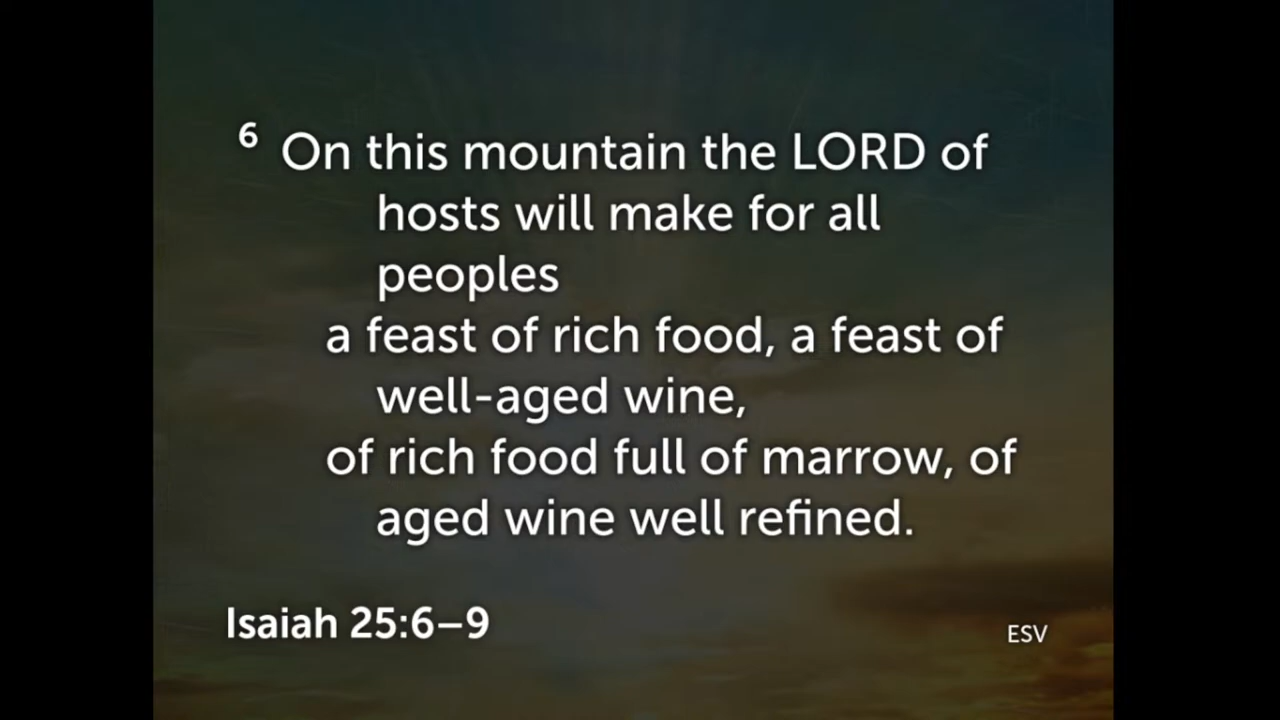 6 On this mountain the LORD of
hosts will make for all
peoples
a feast of rich food, a feast of
well-aged wine,
of rich food full of marrow, of
aged wine well refined.
Isaiah 25:6–9
ESV